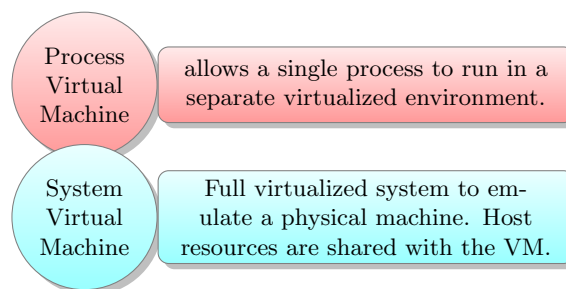 Process
Virtual
Machine
allows a single process to run in a
separate virtualized environment.
System
Virtual
Machine
Full virtualized system to em-
ulate a physical machine. Host
resources are shared with the VM.